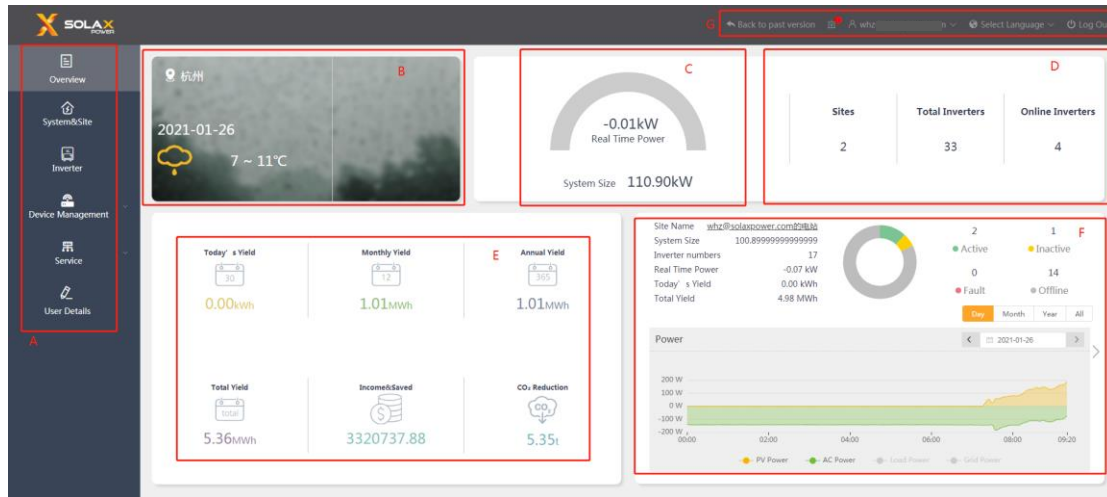 SOLAX
POWER
G
Back to past version
whz
n
Select Language
Log Ou
A
Overview
System&Site
Inverter
Device Management
Service
User Details
B
杭州
2021-01-26
7 ~ 11℃
C
-0.01kW
Real Time Power
System Size 110.90kW
D
Sites Total Inverters Online Inverters
2 33 4
E
Today' s Yield Monthly Yield Annual Yield
30 12 365
0.00kWh 1.01MWh 1.01MWh
Total Yield Income&Saved CO₂ Reduction
total $ CO₂
5.36MWh 3320737.88 5.35t
F
Site Name whz@solaxpower.com的电站
System Size 100.89999999999999
Inverter numbers 17
Real Time Power -0.07 kW
Today' s Yield 0.00 kWh
Total Yield 4.98 MWh
2 1
Active Inactive
0 14
Fault Offline
Day Month Year All
Power
2021-01-26
200 W
100 W
0 W
-100 W
-200 W
00:00 02:00 04:00 06:00 08:00 09:20
PV Power AC Power Load Power Grid Power